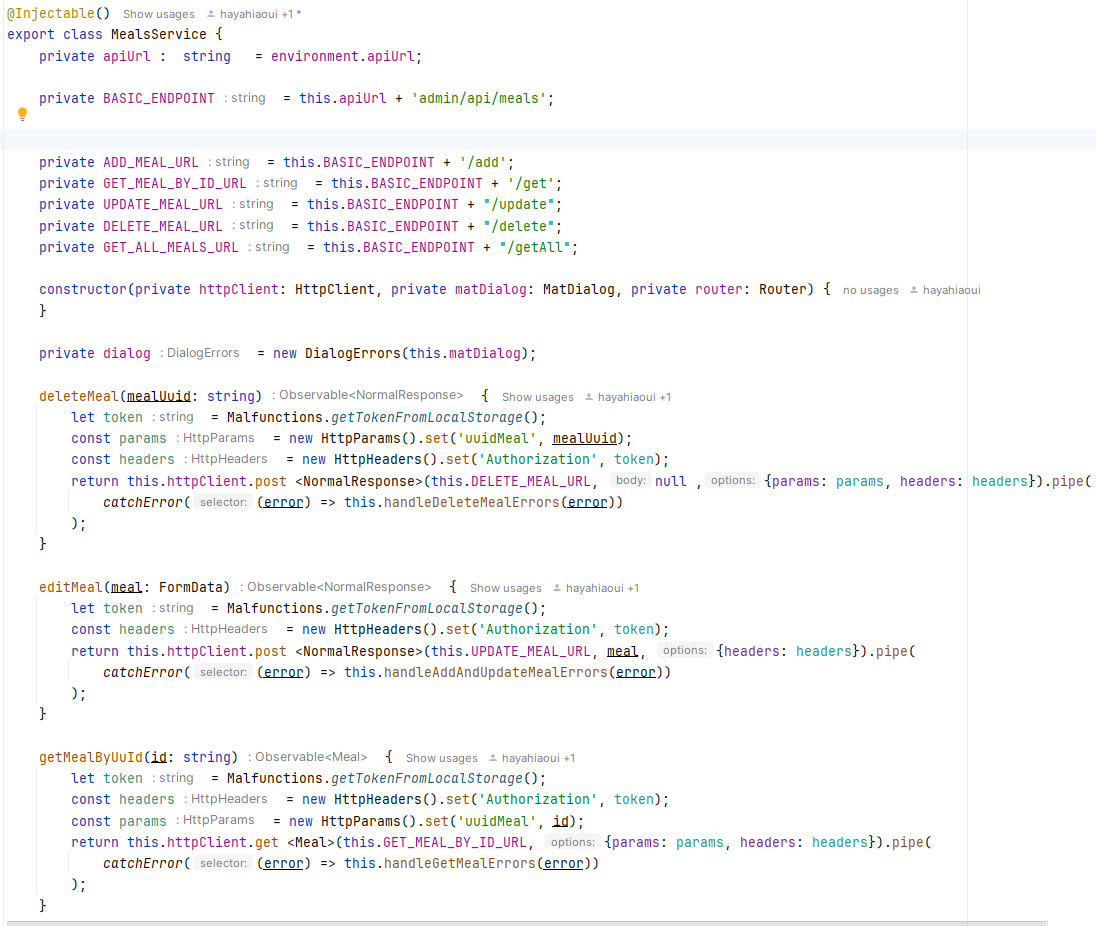 @Injectable() Show usages hayahiaoui +1 *
export class MealsService {
private apiUrl : string = environment.apiUrl;
private BASIC_ENDPOINT : string = this.apiUrl + 'admin/api/meals';
private ADD_MEAL_URL : string = this.BASIC_ENDPOINT + '/add';
private GET_MEAL_BY_ID_URL : string = this.BASIC_ENDPOINT + '/get';
private UPDATE_MEAL_URL : string = this.BASIC_ENDPOINT + "/update";
private DELETE_MEAL_URL : string = this.BASIC_ENDPOINT + "/delete";
private GET_ALL_MEALS_URL : string = this.BASIC_ENDPOINT + "/getAll";
constructor(private httpClient: HttpClient, private matDialog: MatDialog, private router: Router) { no usages hayahiaoui
}
private dialog : DialogErrors = new DialogErrors(this.matDialog);
deleteMeal(mealUuid: string) : Observable<NormalResponse> { Show usages hayahiaoui +1
let token : string = Malfunctions.getTokenFromLocalStorage();
const params : HttpParams = new HttpParams().set('uuidMeal', mealUuid);
const headers : HttpHeaders = new HttpHeaders().set('Authorization', token);
return this.httpClient.post <NormalResponse>(this.DELETE_MEAL_URL, body: null , options: {params: params, headers: headers}).pipe(
catchError( selector: (error) => this.handleDeleteMealErrors(error))
);
}
editMeal(meal: FormData) : Observable<NormalResponse> { Show usages hayahiaoui +1
let token : string = Malfunctions.getTokenFromLocalStorage();
const headers : HttpHeaders = new HttpHeaders().set('Authorization', token);
return this.httpClient.post <NormalResponse>(this.UPDATE_MEAL_URL, meal, options: {headers: headers}).pipe(
catchError( selector: (error) => this.handleAddAndUpdateMealErrors(error))
);
}
getMealByUuId(id: string) : Observable<Meal> { Show usages hayahiaoui +1
let token : string = Malfunctions.getTokenFromLocalStorage();
const headers : HttpHeaders = new HttpHeaders().set('Authorization', token);
const params : HttpParams = new HttpParams().set('uuidMeal', id);
return this.httpClient.get <Meal>(this.GET_MEAL_BY_ID_URL, options: {params: params, headers: headers}).pipe(
catchError( selector: (error) => this.handleGetMealErrors(error))
);
}